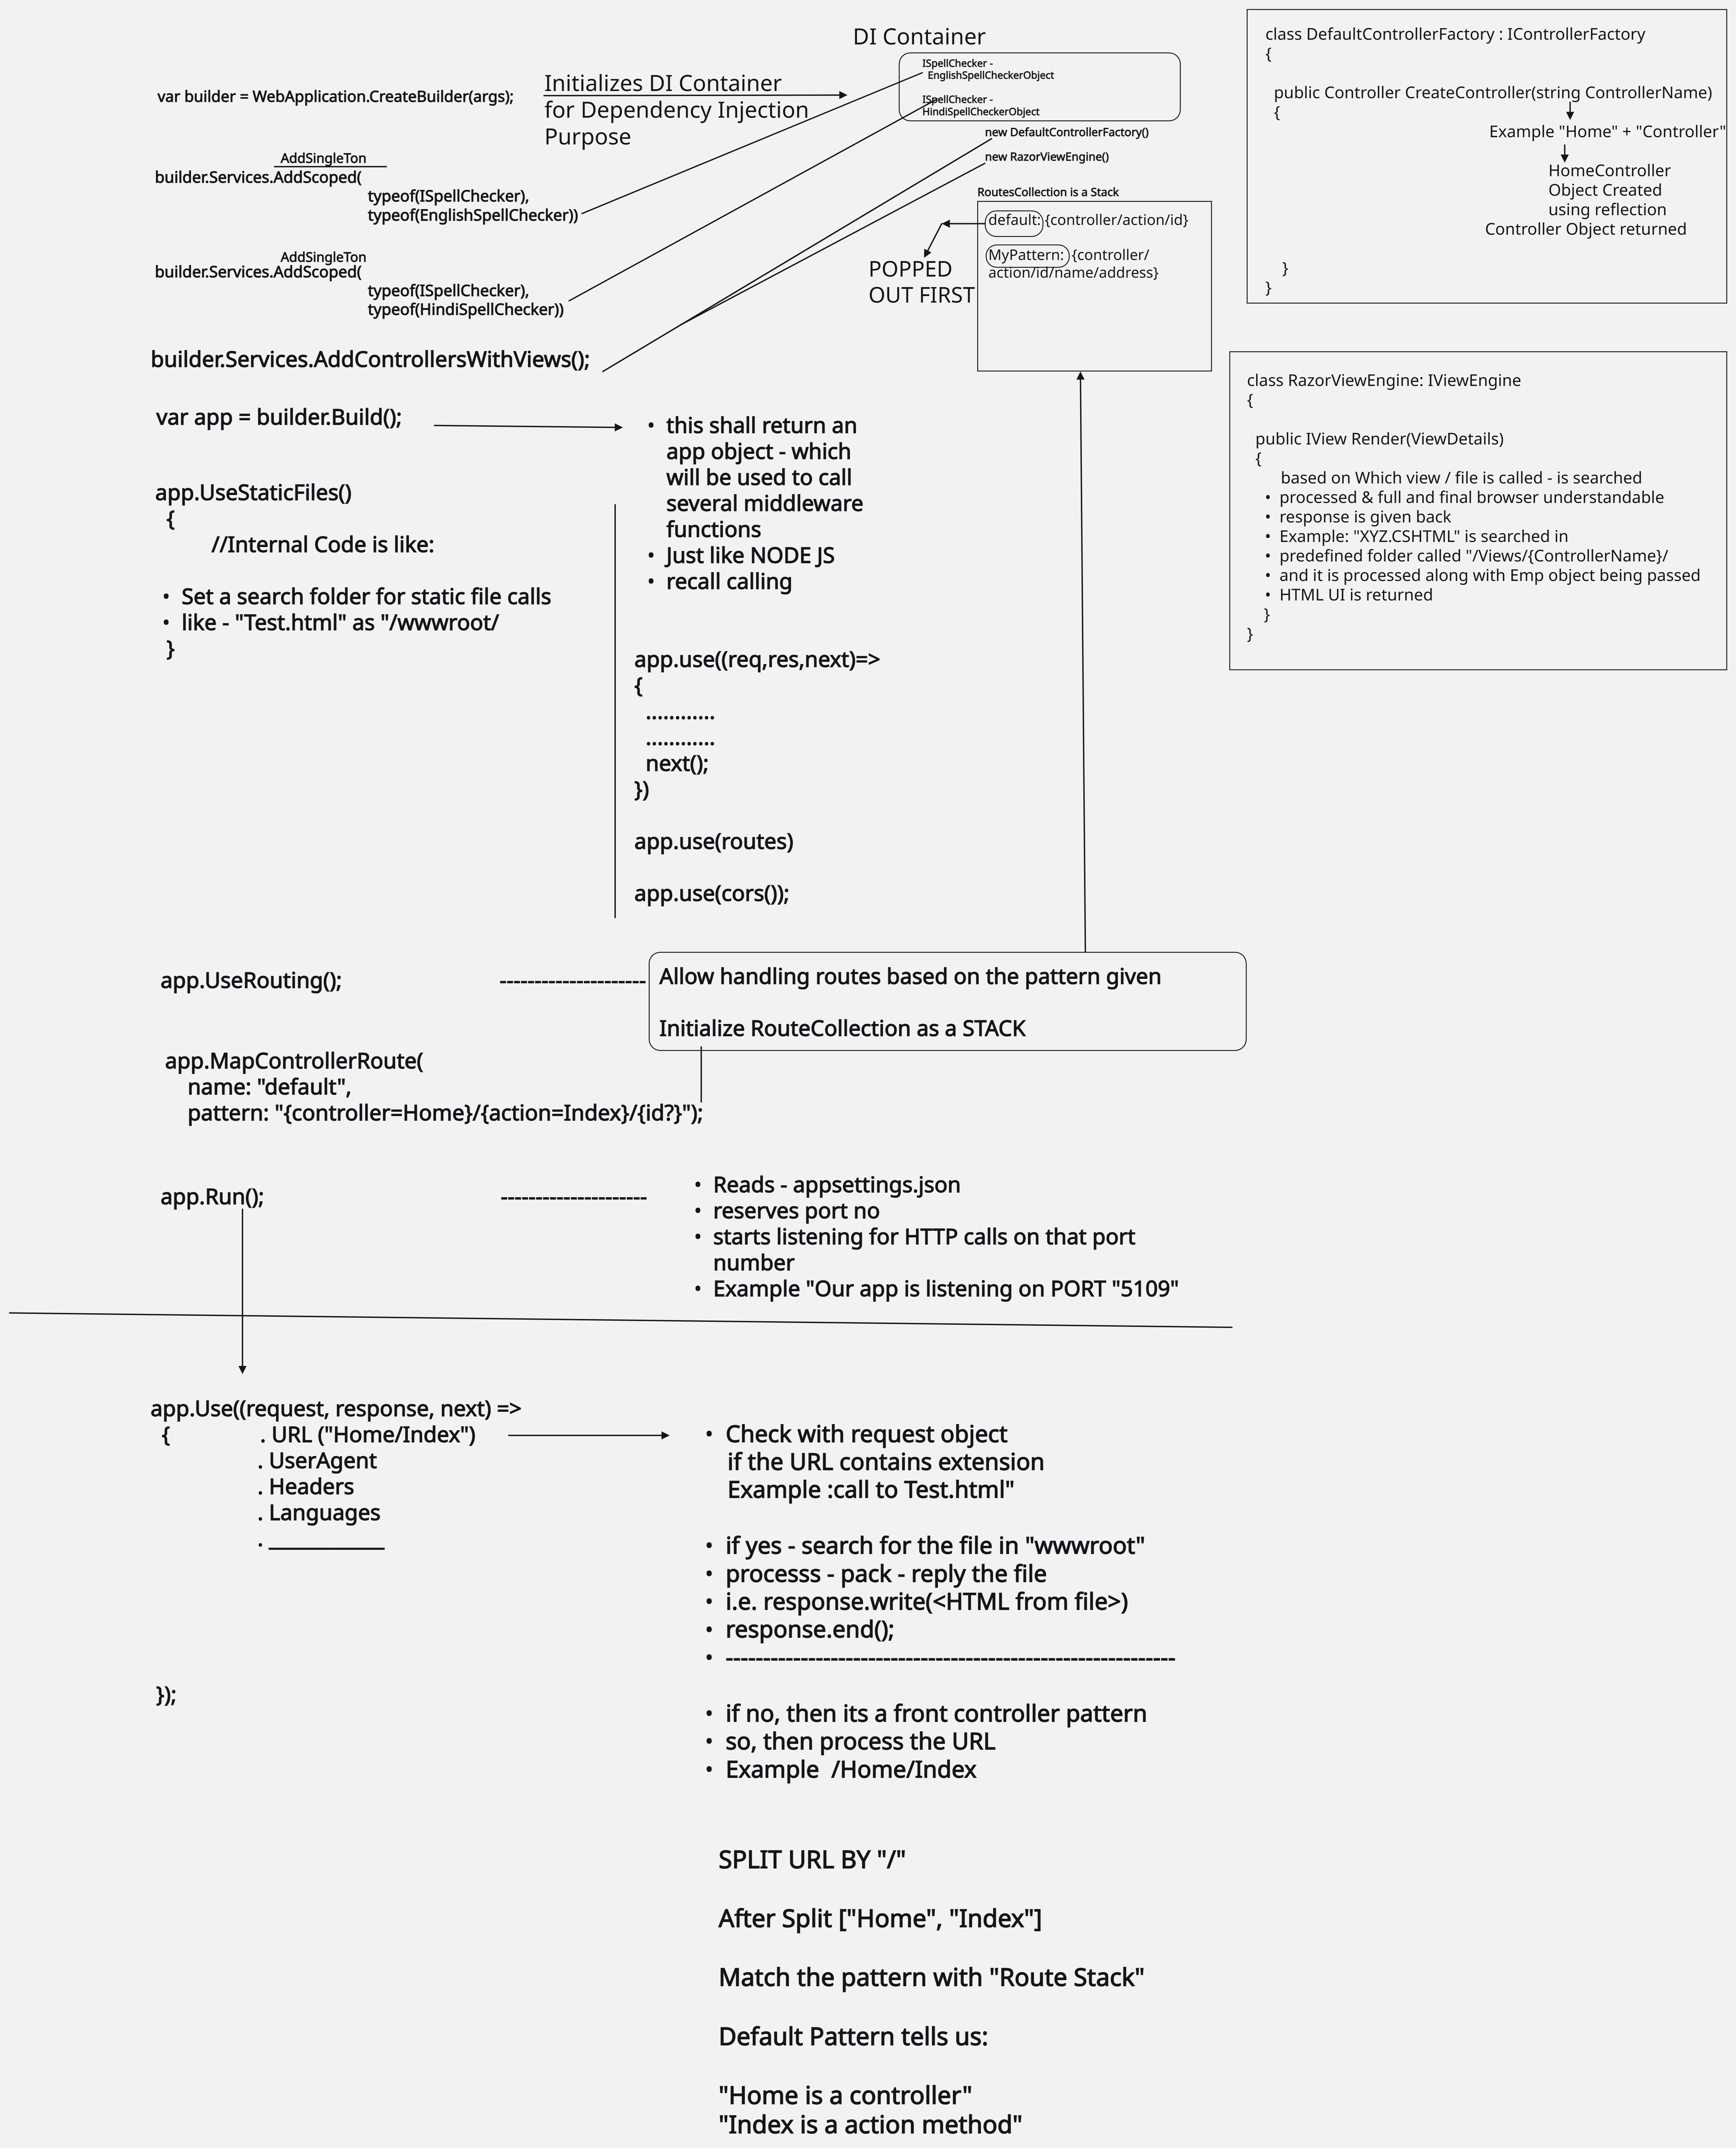 DI Container
ISpellChecker -
EnglishSpellCheckerObject
ISpellChecker -
HindiSpellCheckerObject
var builder = WebApplication.CreateBuilder(args);
Initializes DI Container
for Dependency Injection
Purpose
new DefaultControllerFactory()
new RazorViewEngine()
AddSingleTon
builder.Services.AddScoped(
typeof(ISpellChecker),
typeof(EnglishSpellChecker))
AddSingleTon
builder.Services.AddScoped(
typeof(ISpellChecker),
typeof(HindiSpellChecker))
RoutesCollection is a Stack
default: {controller/action/id}
MyPattern: {controller/
action/id/name/address}
POPPED
OUT FIRST
class DefaultControllerFactory : IControllerFactory
{
public Controller CreateController(string ControllerName)
{
Example "Home" + "Controller"
HomeController
Object Created
using reflection
Controller Object returned
}
}
builder.Services.AddControllersWithViews();
class RazorViewEngine: IViewEngine
{
public IView Render(ViewDetails)
{
based on Which view / file is called - is searched
• processed & full and final browser understandable
• response is given back
• Example: "XYZ.CSHTML" is searched in
• predefined folder called "/Views/{ControllerName}/
• and it is processed along with Emp object being passed
• HTML UI is returned
}
}
var app = builder.Build();
• this shall return an
app object - which
will be used to call
several middleware
functions
• Just like NODE JS
• recall calling
app.UseStaticFiles()
{
//Internal Code is like:
• Set a search folder for static file calls
• like - "Test.html" as "/wwwroot/
}
app.use((req,res,next)=>
{
............
............
next();
})
app.use(routes)
app.use(cors());
app.UseRouting();
---------------------
Allow handling routes based on the pattern given
Initialize RouteCollection as a STACK
app.MapControllerRoute(
name: "default",
pattern: "{controller=Home}/{action=Index}/{id?}");
app.Run();
---------------------
• Reads - appsettings.json
• reserves port no
• starts listening for HTTP calls on that port
number
• Example "Our app is listening on PORT "5109"
app.Use((request, response, next) =>
{ . URL ("Home/Index")
. UserAgent
. Headers
. Languages
. ____________
});
• Check with request object
if the URL contains extension
Example :call to Test.html"
• if yes - search for the file in "wwwroot"
• processs - pack - reply the file
• i.e. response.write(<HTML from file>)
• response.end();
• ------------------------------------------------------------
• if no, then its a front controller pattern
• so, then process the URL
• Example /Home/Index
SPLIT URL BY "/"
After Split ["Home", "Index"]
Match the pattern with "Route Stack"
Default Pattern tells us:
"Home is a controller"
"Index is a action method"